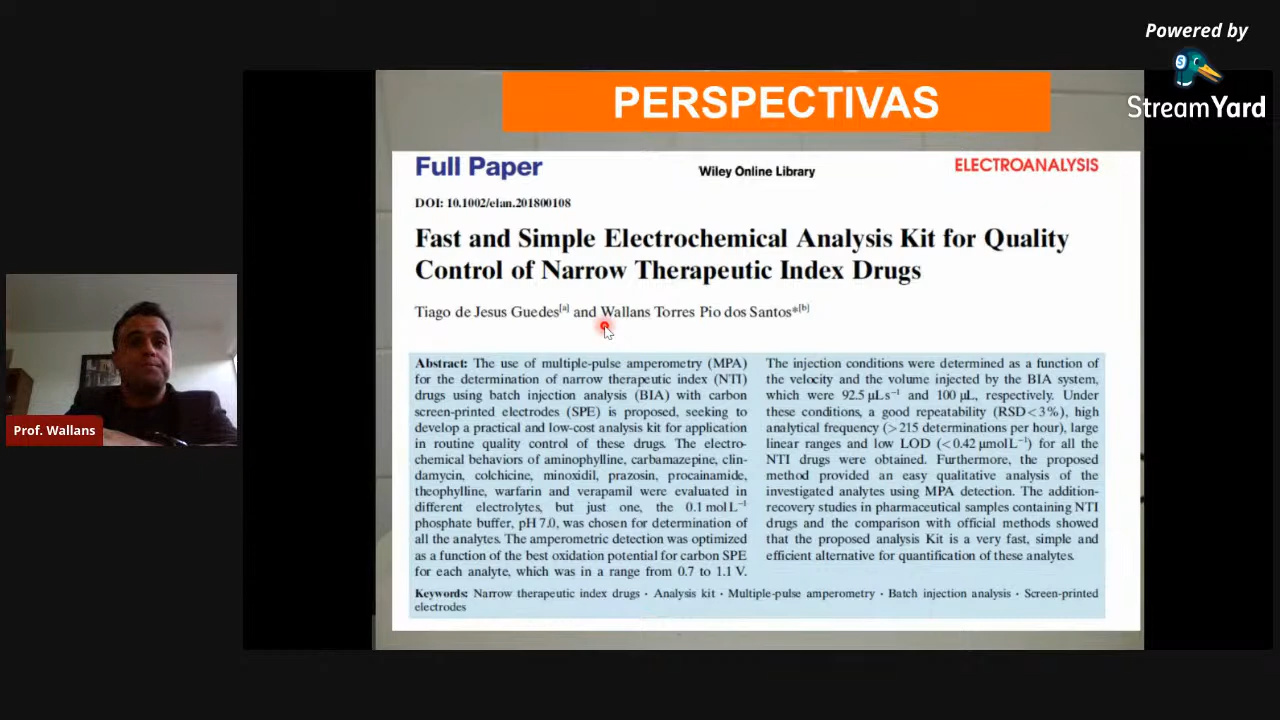 Powered by
StreamYard
PERSPECTIVAS
Full Paper
Wiley Online Library
ELECTROANALYSIS
DOI: 10.1002/elan.201800108
Fast and Simple Electrochemical Analysis Kit for Quality
Control of Narrow Therapeutic Index Drugs
Tiago de Jesus Guedes[a] and Wallans Torres Pio dos Santos*[b]
Abstract: The use of multiple-pulse amperometry (MPA)
for the determination of narrow therapeutic index (NTI)
drugs using batch injection analysis (BIA) with carbon
screen-printed electrodes (SPE) is proposed, seeking to
develop a practical and low-cost analysis kit for application
in routine quality control of these drugs. The electro-
chemical behaviors of aminophylline, carbamazepine, clin-
damycin, colchicine, minoxidil, prazosin, procainamide,
theophylline, warfarin and verapamil were evaluated in
different electrolytes, but just one, the 0.1 mol L⁻¹
phosphate buffer, pH 7.0, was chosen for determination of
all the analytes. The amperometric detection was optimized
as a function of the best oxidation potential for carbon SPE
for each analyte, which was in a range from 0.7 to 1.1 V.
The injection conditions were determined as a function of
the velocity and the volume injected by the BIA system,
which were 92.5 µL s⁻¹ and 100 µL, respectively. Under
these conditions, a good repeatability (RSD < 3%), high
analytical frequency (> 215 determinations per hour), large
linear ranges and low LOD (< 0.42 µmol L⁻¹) for all the
NTI drugs were obtained. Furthermore, the proposed
method provided an easy qualitative analysis of the
investigated analytes using MPA detection. The addition-
recovery studies in pharmaceutical samples containing NTI
drugs and the comparison with official methods showed
that the proposed analysis Kit is a very fast, simple and
efficient alternative for quantification of these analytes.
Keywords: Narrow therapeutic index drugs · Analysis kit · Multiple-pulse amperometry · Batch injection analysis · Screen-printed
electrodes
Prof. Wallans